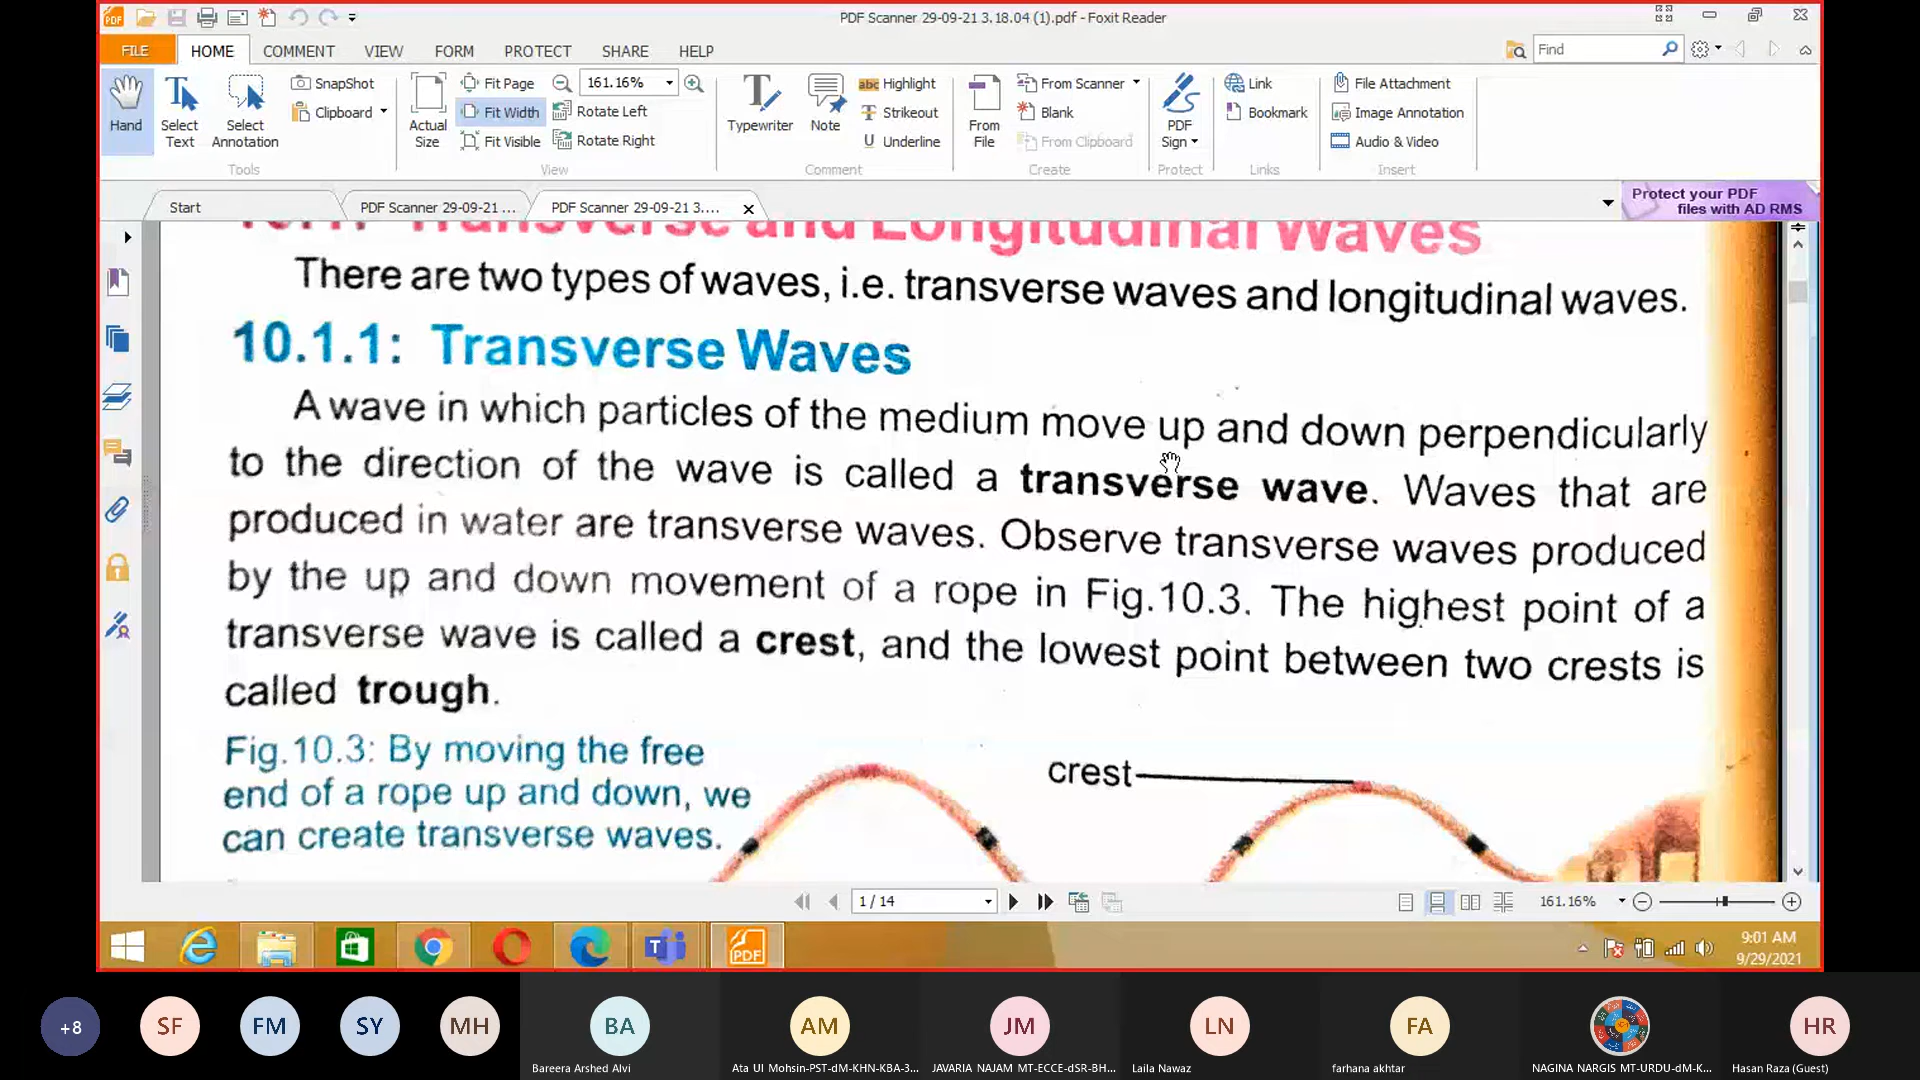 PDF Scanner 29-09-21 3.18.04 (1).pdf - Foxit Reader
FILE HOME COMMENT VIEW FORM PROTECT SHARE HELP
Find
Hand
Select Text
Select Annotation
SnapShot
Clipboard
Tools
Actual Size
Fit Page
Fit Width
Fit Visible
161.16%
Rotate Left
Rotate Right
View
Typewriter
Note
Highlight
Strikeout
Underline
Comment
From File
From Scanner
Blank
From Clipboard
Create
PDF Sign
Protect
Link
Bookmark
Links
File Attachment
Image Annotation
Audio & Video
Insert
Start
PDF Scanner 29-09-21 ...
PDF Scanner 29-09-21 3....
Protect your PDF
files with AD RMS
Transverse and Longitudinal Waves
There are two types of waves, i.e. transverse waves and longitudinal waves.
10.1.1: Transverse Waves
A wave in which particles of the medium move up and down perpendicularly
to the direction of the wave is called a transverse wave. Waves that are
produced in water are transverse waves. Observe transverse waves produced
by the up and down movement of a rope in Fig.10.3. The highest point of a
transverse wave is called a crest, and the lowest point between two crests is
called trough.
Fig.10.3: By moving the free
end of a rope up and down, we
can create transverse waves.
crest
1 / 14
161.16%
PDF
9:01 AM
9/29/2021
+8
SF
FM
SY
MH
BA
Bareera Arshed Alvi
AM
Ata Ul Mohsin-PST-dM-KHN-KBA-3...
JM
JAVARIA NAJAM MT-ECCE-dSR-BH...
LN
Laila Nawaz
FA
farhana akhtar
NAGINA NARGIS MT-URDU-dM-K...
HR
Hasan Raza (Guest)